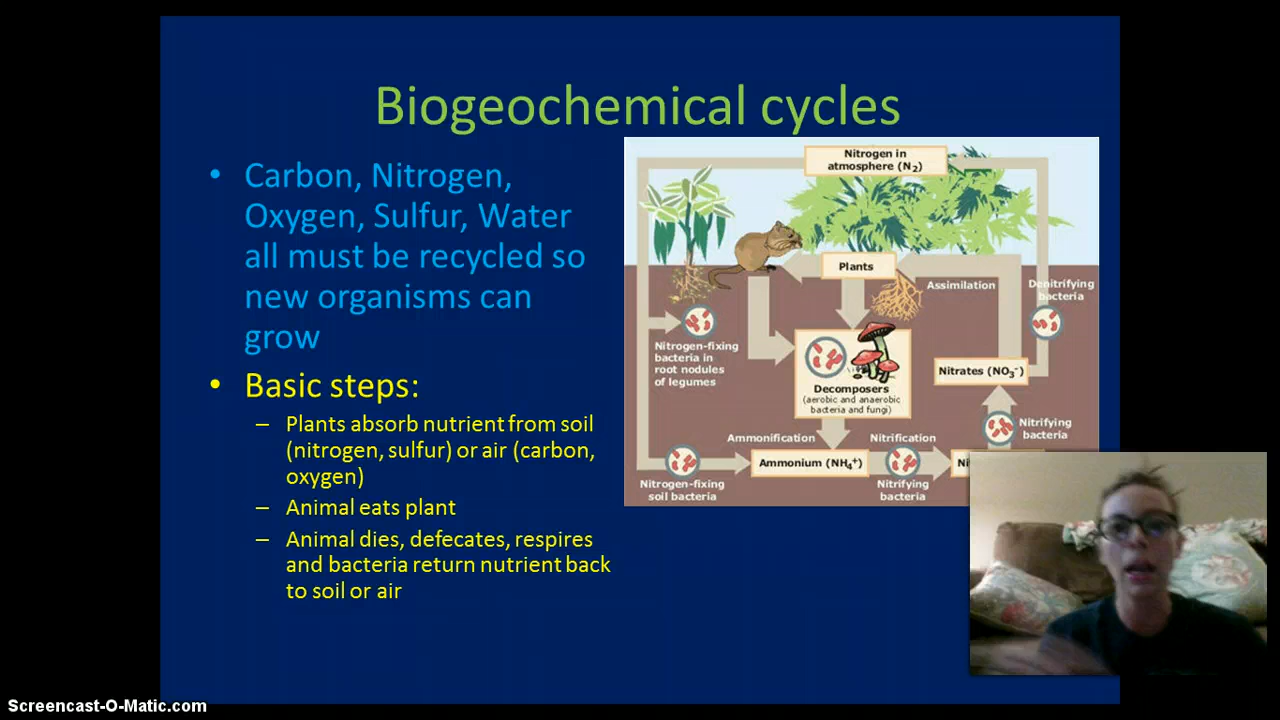 Biogeochemical cycles
• Carbon, Nitrogen,
Oxygen, Sulfur, Water
all must be recycled so
new organisms can
grow
• Basic steps:
– Plants absorb nutrient from soil
(nitrogen, sulfur) or air (carbon,
oxygen)
– Animal eats plant
– Animal dies, defecates, respires
and bacteria return nutrient back
to soil or air
Nitrogen in
atmosphere (N₂)
Plants
Assimilation
Denitrifying
bacteria
Nitrogen-fixing
bacteria in
root nodules
of legumes
Decomposers
(aerobic and anaerobic
bacteria and fungi)
Nitrates (NO₃⁻)
Nitrifying
bacteria
Ammonification
Nitrification
Ammonium (NH₄⁺)
Nitrogen-fixing
soil bacteria
Nitrifying
bacteria
Screencast-O-Matic.com